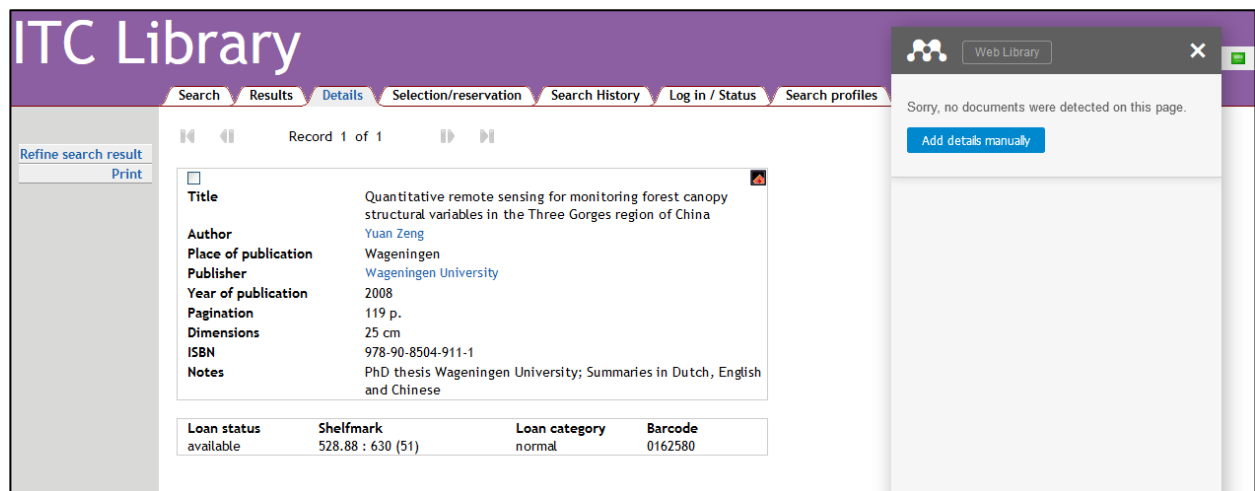 ITC Library
Web Library
Search Results Details Selection/reservation Search History Log in / Status Search profiles
Sorry, no documents were detected on this page.
Add details manually
Record 1 of 1
Refine search result
Print
Title Quantitative remote sensing for monitoring forest canopy
structural variables in the Three Gorges region of China
Author Yuan Zeng
Place of publication Wageningen
Publisher Wageningen University
Year of publication 2008
Pagination 119 p.
Dimensions 25 cm
ISBN 978-90-8504-911-1
Notes PhD thesis Wageningen University; Summaries in Dutch, English
and Chinese
Loan status Shelfmark Loan category Barcode
available 528.88 : 630 (51) normal 0162580